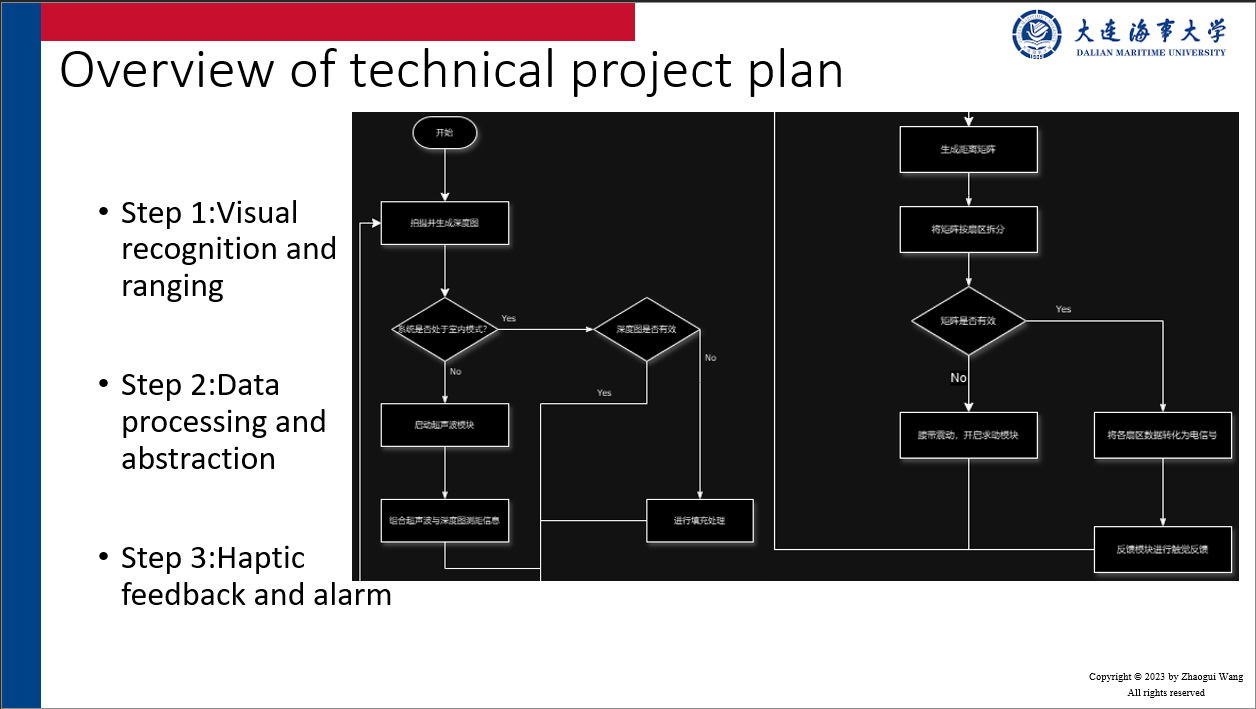 大连海事大学
DALIAN MARITIME UNIVERSITY
Overview of technical project plan
• Step 1:Visual
recognition and
ranging
• Step 2:Data
processing and
abstraction
• Step 3:Haptic
feedback and alarm
开始
拍摄并生成深度图
系统是否处于室内模式?
Yes
深度图是否有效
No
No
Yes
启动超声波模块
组合超声波与深度图测距信息
进行填充处理
生成距离矩阵
将矩阵按扇区拆分
矩阵是否有效
Yes
No
腰带震动，开启求助模块
将各扇区数据转化为电信号
反馈模块进行触觉反馈
Copyright © 2023 by Zhaogui Wang
All rights reserved